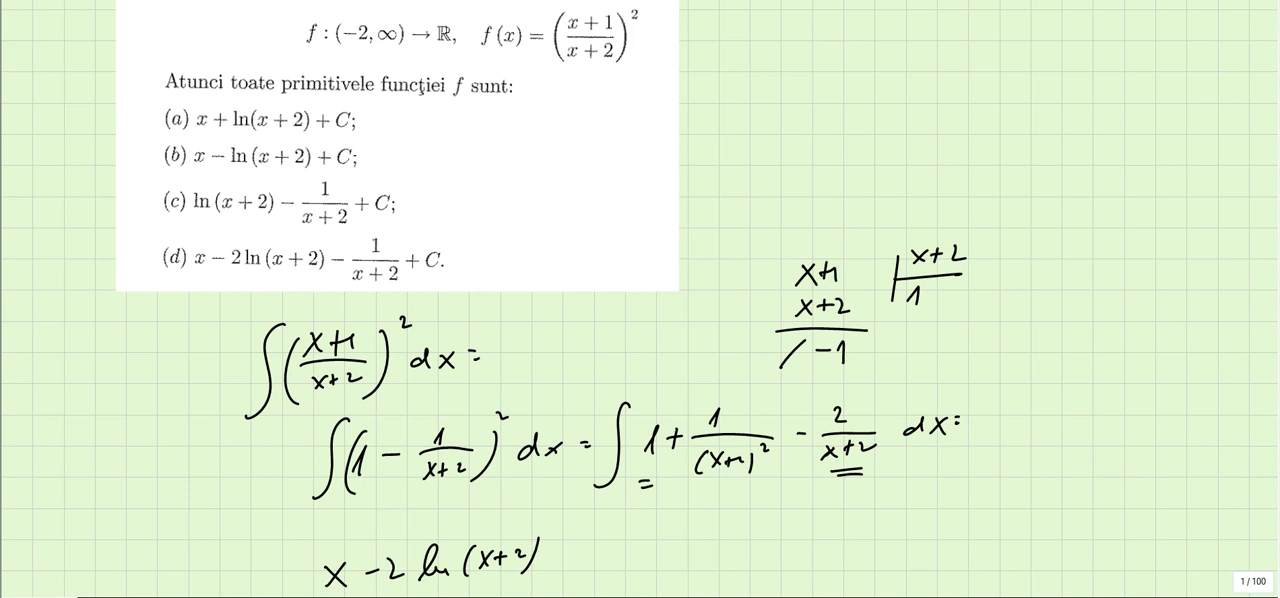 f : (−2, ∞) → ℝ, f (x) = ((x + 1)/(x + 2))²
Atunci toate primitivele funcţiei f sunt:
(a) x + ln(x + 2) + C;
(b) x − ln (x + 2) + C;
(c) ln (x + 2) − 1/(x + 2) + C;
(d) x − 2 ln (x + 2) − 1/(x + 2) + C.
x+1 | x+2
x+2 | 1
/ −1
∫ ((x+1)/(x+2))² dx =
∫ (1 − 1/(x+2))² dx = ∫ 1 + 1/(x+2)² − 2/(x+2) dx =
x − 2 ln (x+2)
1 / 100